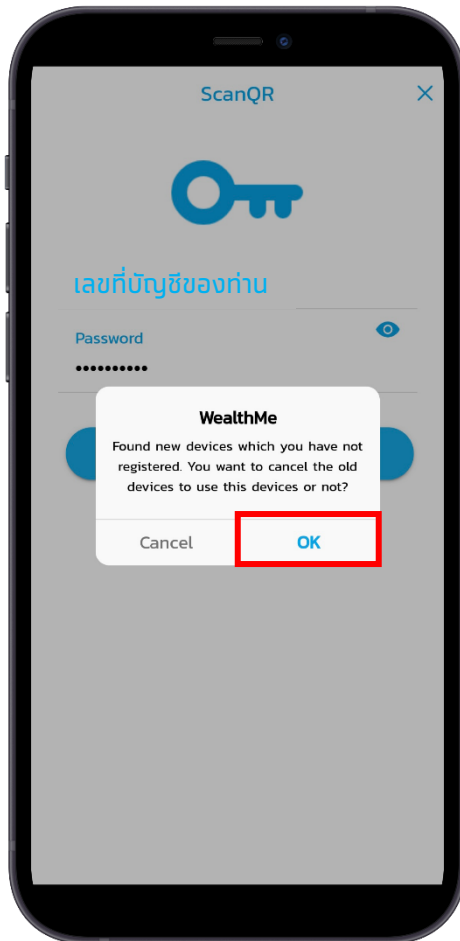 ScanQR
เลขที่บัญชีของท่าน
Password
WealthMe
Found new devices which you have not
registered. You want to cancel the old
devices to use this devices or not?
Cancel
OK